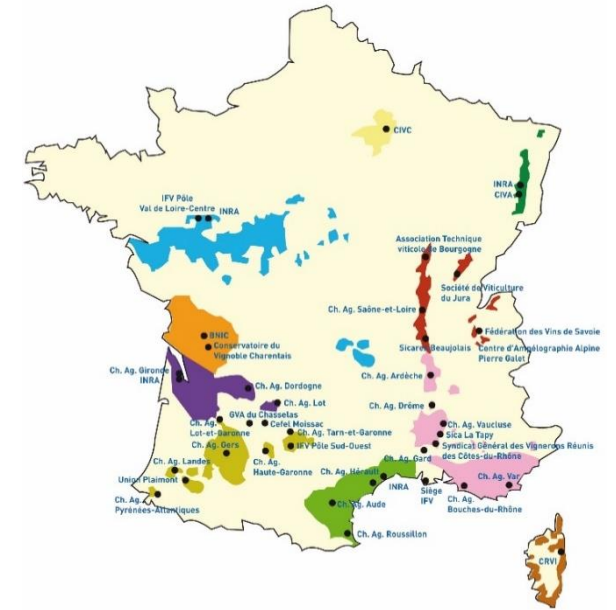 CIVC
INRA
CIVA
IFV Pôle
Val de Loire-Centre
INRA
Association Technique
viticole de Bourgogne
Société de Viticulture
du Jura
Ch. Ag. Saône-et-Loire
BNIC
Conservatoire du
Vignoble Charentais
Fédération des Vins de Savoie
Sicarex Beaujolais
Centre d'Ampélographie Alpine
Pierre Galet
Ch. Ag. Gironde
INRA
Ch. Ag. Ardèche
Ch. Ag. Dordogne
Ch. Ag. Lot
Ch. Ag. Drôme
GVA du Chasselas
Cefel Moissac
Ch. Ag.
Lot-et-Garonne
Ch. Ag. Vaucluse
Sica La Tapy
Ch. Ag. Tarn-et-Garonne
Syndicat Général des Vignerons Réunis
des Côtes-du-Rhône
Ch. Ag. Gers
IFV Pôle Sud-Ouest
Ch. Ag. Gard
Ch. Ag. Landes
Ch. Ag.
Haute-Garonne
Ch. Ag. Hérault
Union Plaimont
INRA
Siège
IFV
Ch. Ag. Var
Ch. Ag.
Pyrénées-Atlantiques
Ch. Ag. Aude
Ch. Ag.
Bouches-du-Rhône
Ch. Ag. Roussillon
CRVI